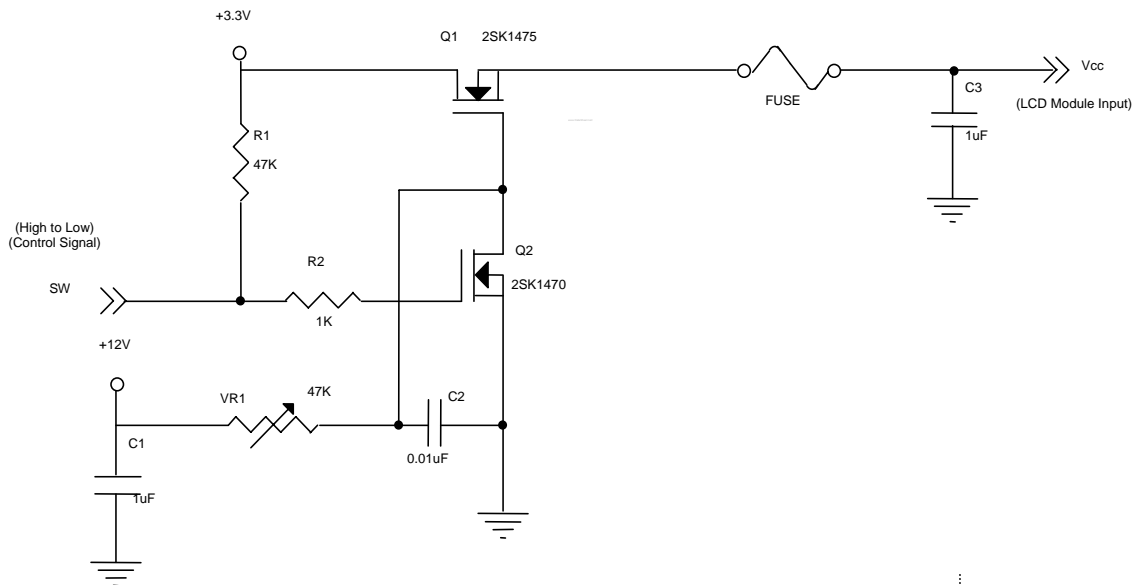 +3.3V
Q1 2SK1475
Vcc
FUSE
C3
(LCD Module Input)
R1
1uF
47K
(High to Low)
(Control Signal)
Q2
R2
2SK1470
SW
1K
+12V
VR1
47K
C2
C1
0.01uF
1uF